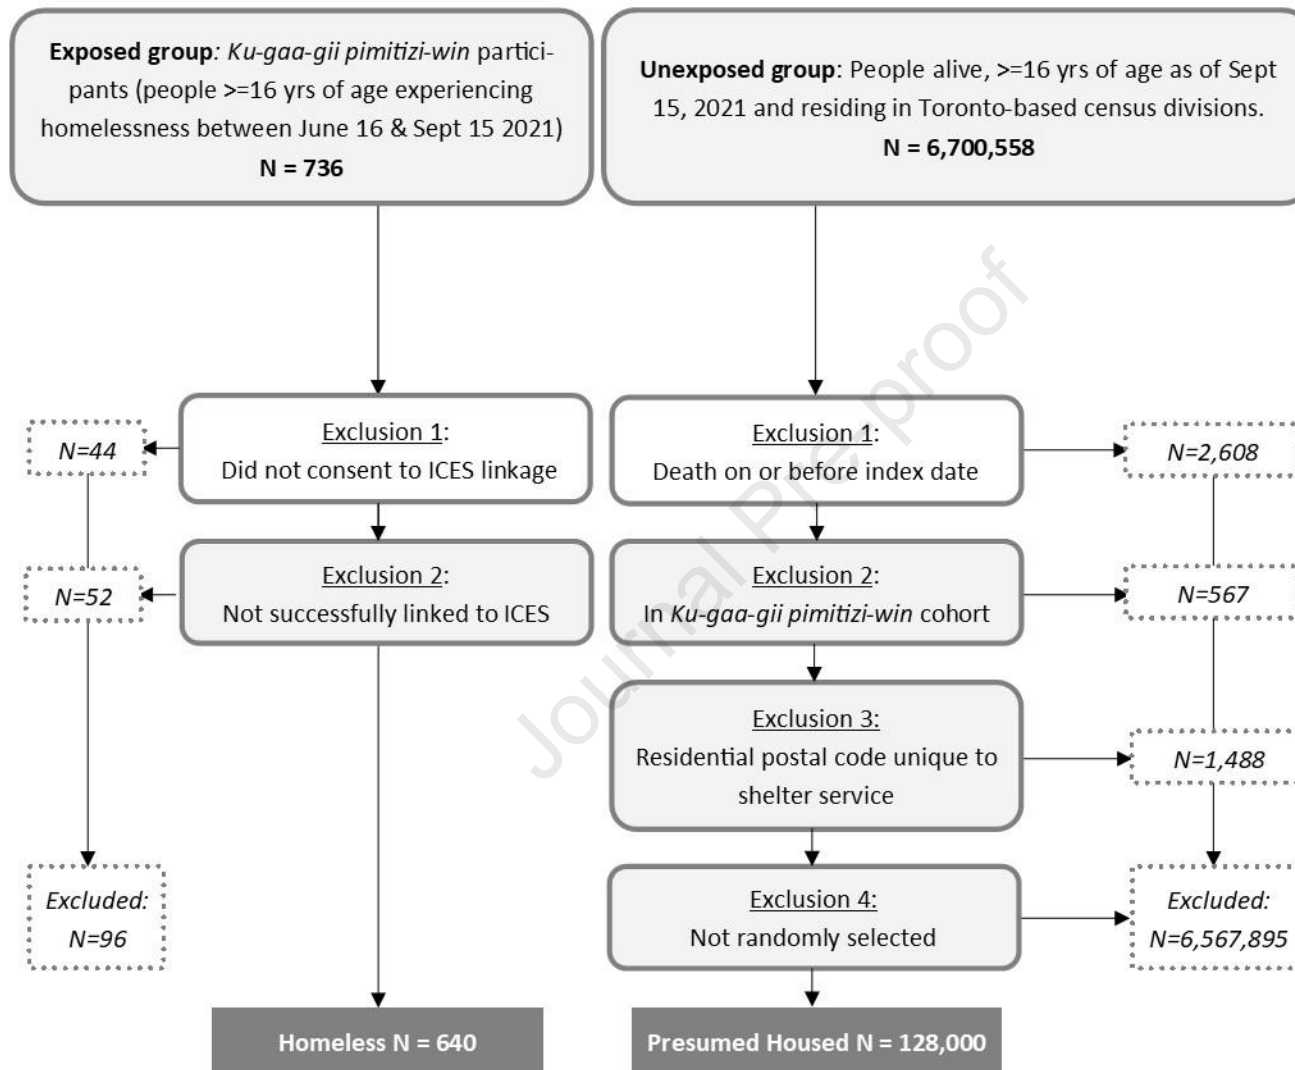 Exposed group: Ku-gaa-gii pimitizi-win partici-
pants (people >=16 yrs of age experiencing
homelessness between June 16 & Sept 15 2021)
N = 736
Unexposed group: People alive, >=16 yrs of age as of Sept
15, 2021 and residing in Toronto-based census divisions.
N = 6,700,558
Exclusion 1:
Did not consent to ICES linkage
N=44
Exclusion 2:
Not successfully linked to ICES
N=52
Excluded:
N=96
Homeless N = 640
Exclusion 1:
Death on or before index date
N=2,608
Exclusion 2:
In Ku-gaa-gii pimitizi-win cohort
N=567
Exclusion 3:
Residential postal code unique to
shelter service
N=1,488
Exclusion 4:
Not randomly selected
Excluded:
N=6,567,895
Presumed Housed N = 128,000
Journal Pre-proof